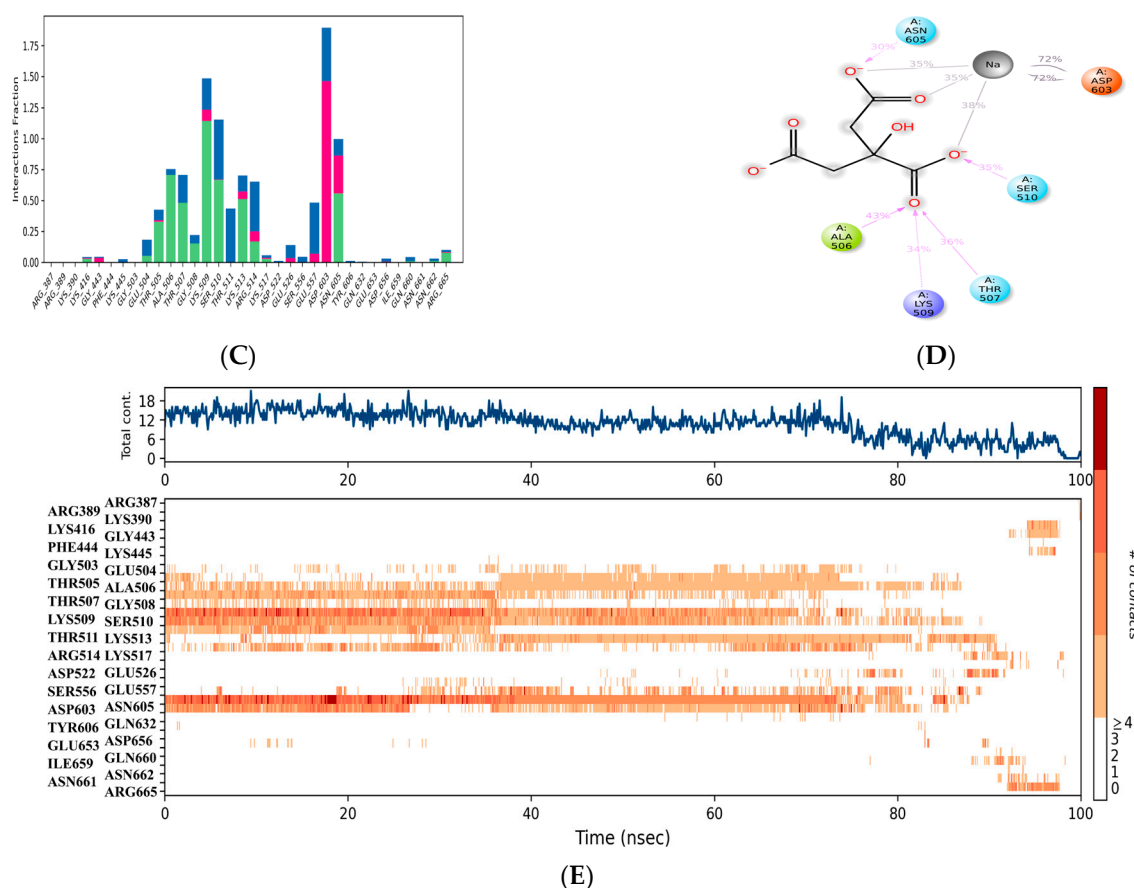 Interactions Fraction
1.75
1.50
1.25
1.00
0.75
0.50
0.25
0.00
ARG_387
ARG_389
LYS_390
LYS_416
GLY_443
PHE_444
LYS_445
GLY_503
GLU_504
THR_505
ALA_506
THR_507
GLY_508
LYS_509
SER_510
THR_511
LYS_513
ARG_514
LYS_517
ASP_522
GLU_526
SER_556
GLU_557
ASP_603
ASN_605
TYR_606
GLN_632
GLU_653
ASP_656
ILE_659
GLN_660
ASN_661
ASN_662
ARG_665
(C)
A:
ASN
605
30%
Na
72%
72%
A:
ASP
603
35%
35%
38%
O⁻
O
O
OH
O⁻
O⁻
O
35%
A:
SER
510
43%
A:
ALA
506
34%
36%
A:
LYS
509
A:
THR
507
(D)
Total cont.
18
12
6
0
0
20
40
60
80
100
ARG387
ARG389
LYS390
LYS416
GLY443
PHE444
LYS445
GLY503
GLU504
THR505
ALA506
THR507
GLY508
LYS509
SER510
THR511
LYS513
ARG514 LYS517
ASP522
GLU526
SER556
GLU557
ASP603
ASN605
TYR606
GLN632
GLU653
ASP656
ILE659
GLN660
ASN661
ASN662
ARG665
0
20
40
60
80
100
Time (nsec)
# of contacts
≥4
3
2
1
0
(E)